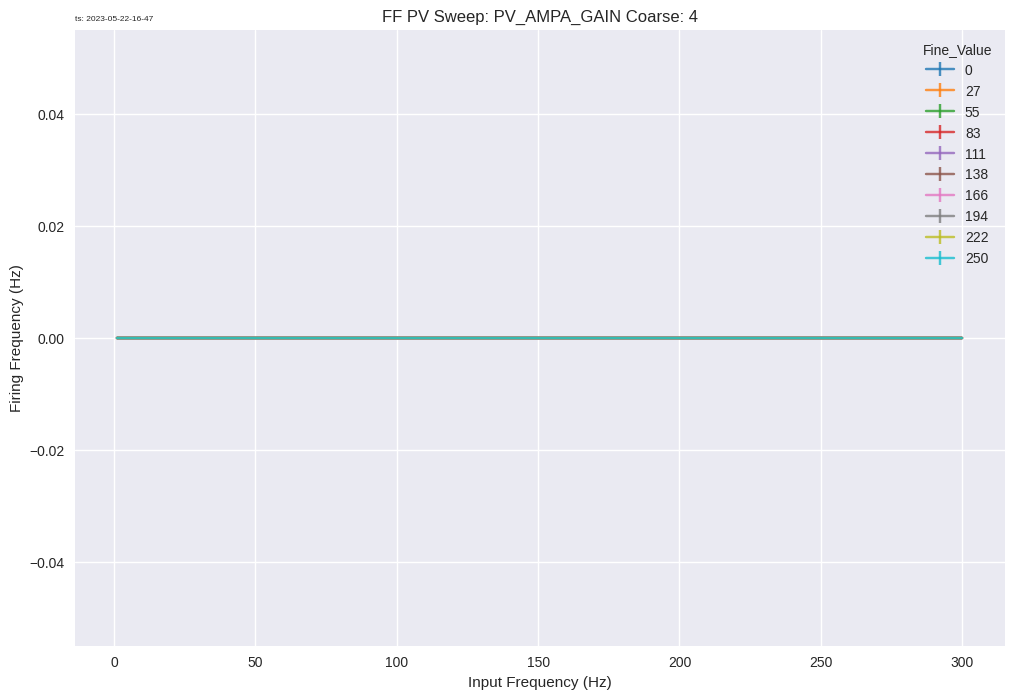 ts: 2023-05-22-16-47
FF PV Sweep: PV_AMPA_GAIN Coarse: 4
Fine_Value
0
27
55
83
111
138
166
194
222
250
Firing Frequency (Hz)
0.04
0.02
0.00
−0.02
−0.04
0 50 100 150 200 250 300
Input Frequency (Hz)